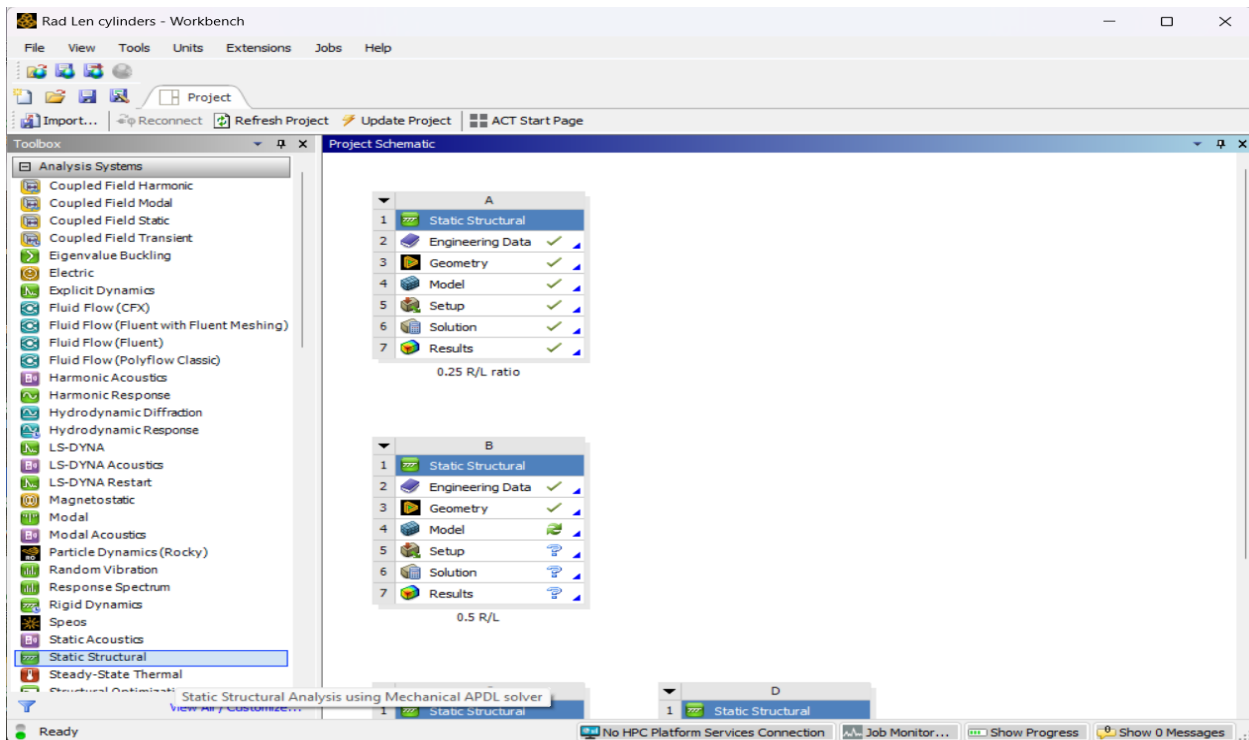 Rad Len cylinders - Workbench
File View Tools Units Extensions Jobs Help
Project
Import... Reconnect Refresh Project Update Project ACT Start Page
Toolbox
Analysis Systems
Coupled Field Harmonic
Coupled Field Modal
Coupled Field Static
Coupled Field Transient
Eigenvalue Buckling
Electric
Explicit Dynamics
Fluid Flow (CFX)
Fluid Flow (Fluent with Fluent Meshing)
Fluid Flow (Fluent)
Fluid Flow (Polyflow Classic)
Harmonic Acoustics
Harmonic Response
Hydrodynamic Diffraction
Hydrodynamic Response
LS-DYNA
LS-DYNA Acoustics
LS-DYNA Restart
Magnetostatic
Modal
Modal Acoustics
Particle Dynamics (Rocky)
Random Vibration
Response Spectrum
Rigid Dynamics
Speos
Static Acoustics
Static Structural
Steady-State Thermal
Static Structural Analysis using Mechanical APDL solver
View All / Customize...
Project Schematic
A
1 Static Structural
2 Engineering Data
3 Geometry
4 Model
5 Setup
6 Solution
7 Results
0.25 R/L ratio
B
1 Static Structural
2 Engineering Data
3 Geometry
4 Model
5 Setup
6 Solution
7 Results
0.5 R/L
1 Static Structural
D
1 Static Structural
Ready
No HPC Platform Services Connection Job Monitor... Show Progress Show 0 Messages